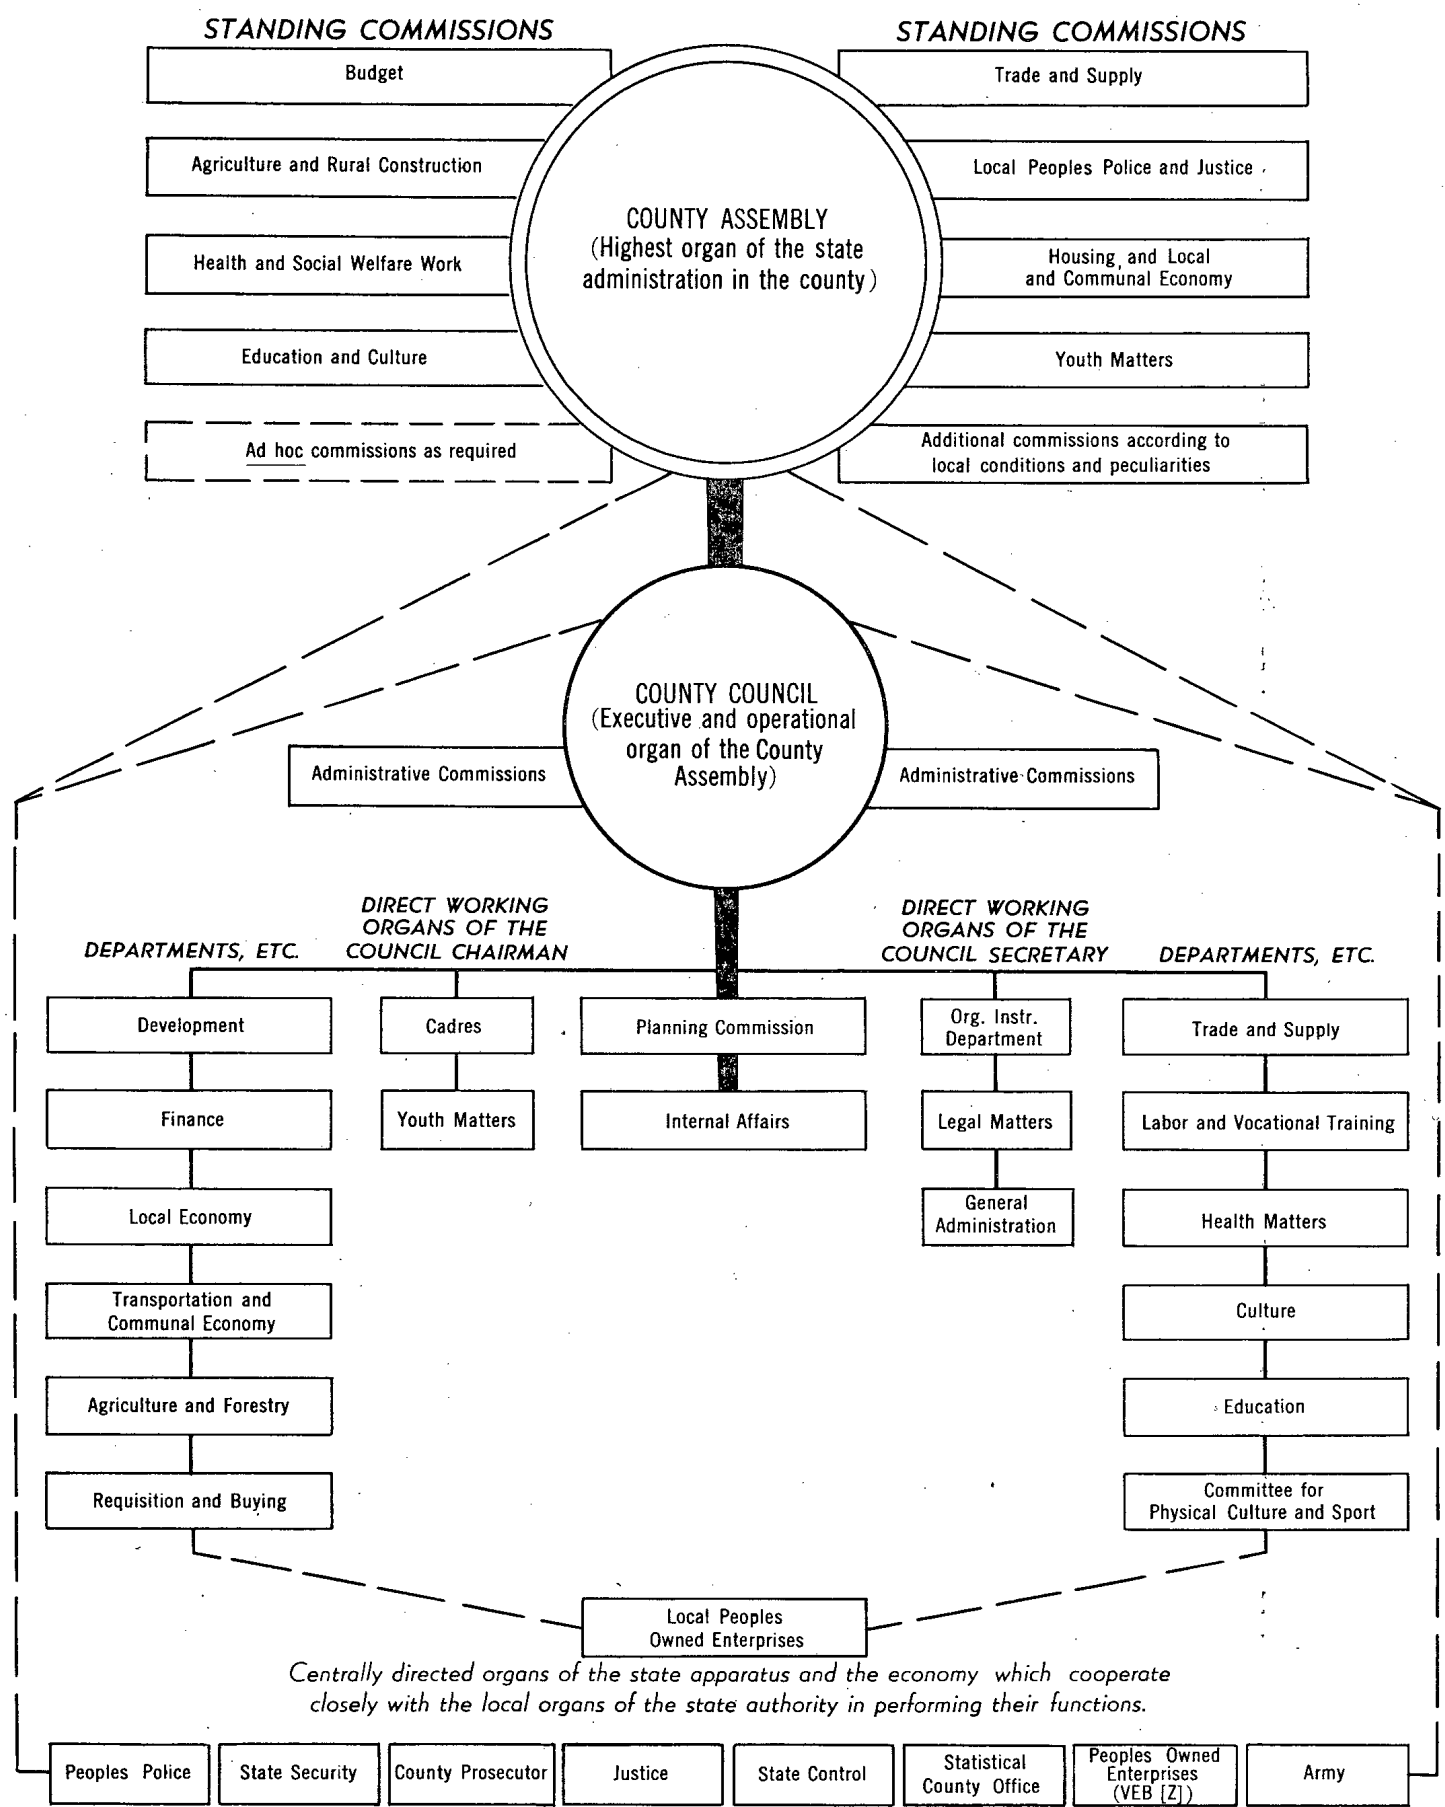 STANDING COMMISSIONS
STANDING COMMISSIONS
Budget
Trade and Supply
Agriculture and Rural Construction
Local Peoples Police and Justice
COUNTY ASSEMBLY
(Highest organ of the state
administration in the county)
Health and Social Welfare Work
Housing, and Local
and Communal Economy
Education and Culture
Youth Matters
Ad hoc commissions as required
Additional commissions according to
local conditions and peculiarities
COUNTY COUNCIL
(Executive and operational
organ of the County
Assembly)
Administrative Commissions
Administrative Commissions
DEPARTMENTS, ETC.
DIRECT WORKING
ORGANS OF THE
COUNCIL CHAIRMAN
DIRECT WORKING
ORGANS OF THE
COUNCIL SECRETARY
DEPARTMENTS, ETC.
Development
Cadres
Planning Commission
Org. Instr.
Department
Trade and Supply
Finance
Youth Matters
Internal Affairs
Legal Matters
Labor and Vocational Training
Local Economy
General
Administration
Health Matters
Transportation and
Communal Economy
Culture
Agriculture and Forestry
Education
Requisition and Buying
Committee for
Physical Culture and Sport
Local Peoples
Owned Enterprises
Centrally directed organs of the state apparatus and the economy which cooperate
closely with the local organs of the state authority in performing their functions.
Peoples Police
State Security
County Prosecutor
Justice
State Control
Statistical
County Office
Peoples Owned
Enterprises
(VEB [Z])
Army